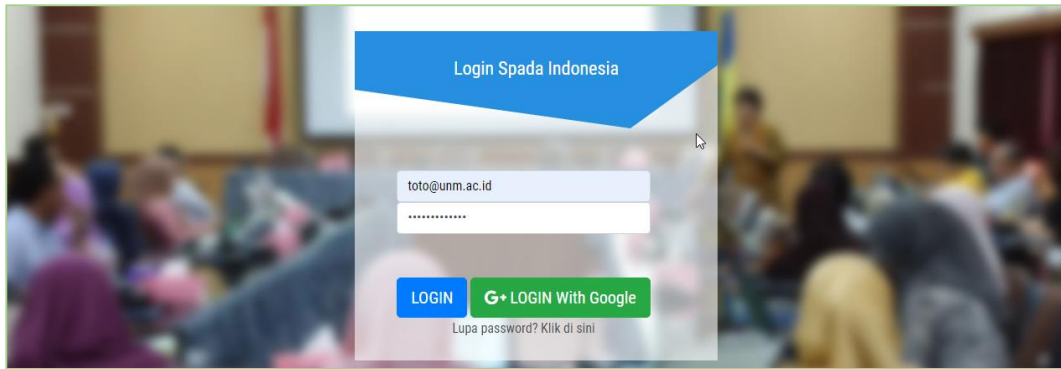 Login Spada Indonesia
toto@unm.ac.id
•••••••••••••
LOGIN
G+ LOGIN With Google
Lupa password? Klik di sini